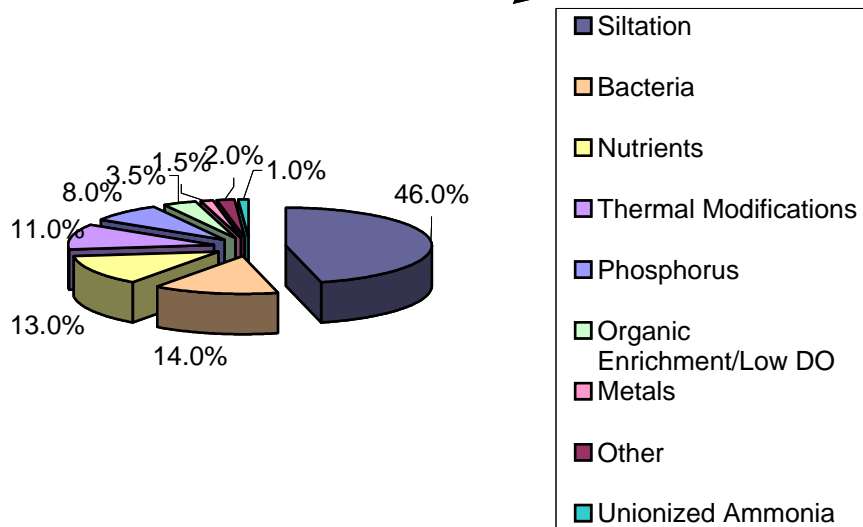 2.0%
1.5%
3.5%
1.0%
8.0%
46.0%
11.0%
13.0%
14.0%
Siltation
Bacteria
Nutrients
Thermal Modifications
Phosphorus
Organic
Enrichment/Low DO
Metals
Other
Unionized Ammonia